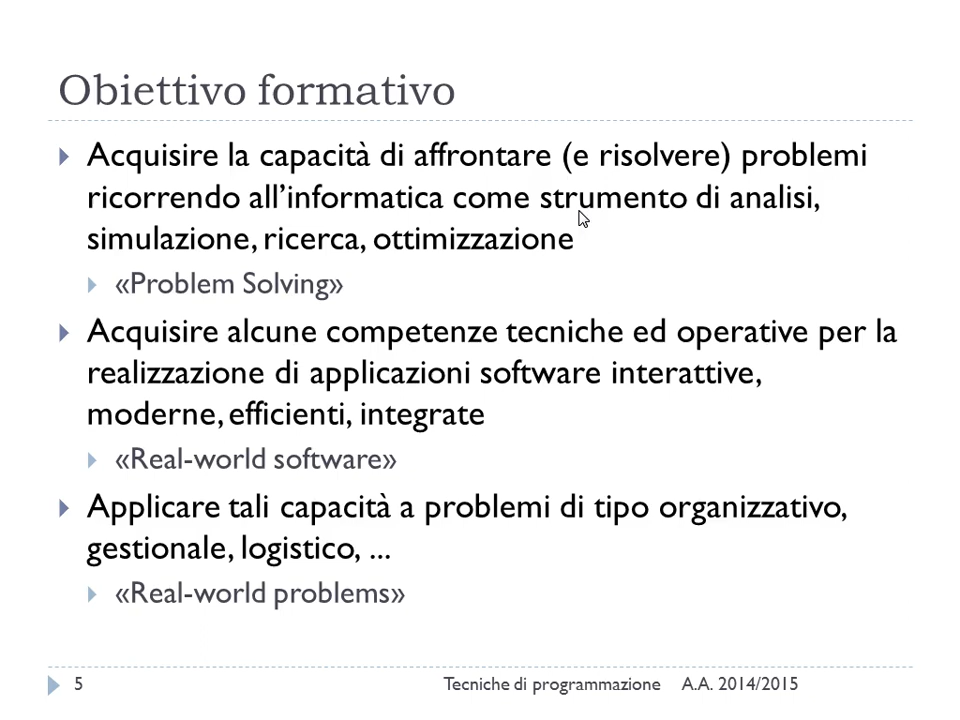 Obiettivo formativo
Acquisire la capacità di affrontare (e risolvere) problemi
ricorrendo all’informatica come strumento di analisi,
simulazione, ricerca, ottimizzazione
«Problem Solving»
Acquisire alcune competenze tecniche ed operative per la
realizzazione di applicazioni software interattive,
moderne, efficienti, integrate
«Real-world software»
Applicare tali capacità a problemi di tipo organizzativo,
gestionale, logistico, ...
«Real-world problems»
5 Tecniche di programmazione A.A. 2014/2015